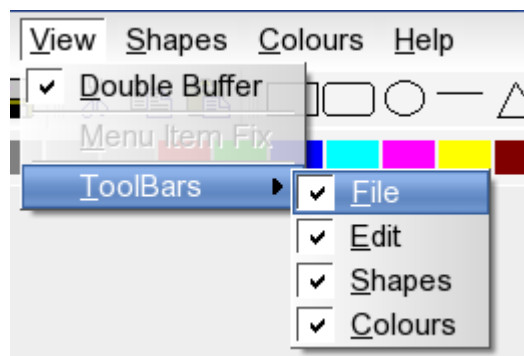 View Shapes Colours Help
Double Buffer
Menu Item Fix
ToolBars
File
Edit
Shapes
Colours